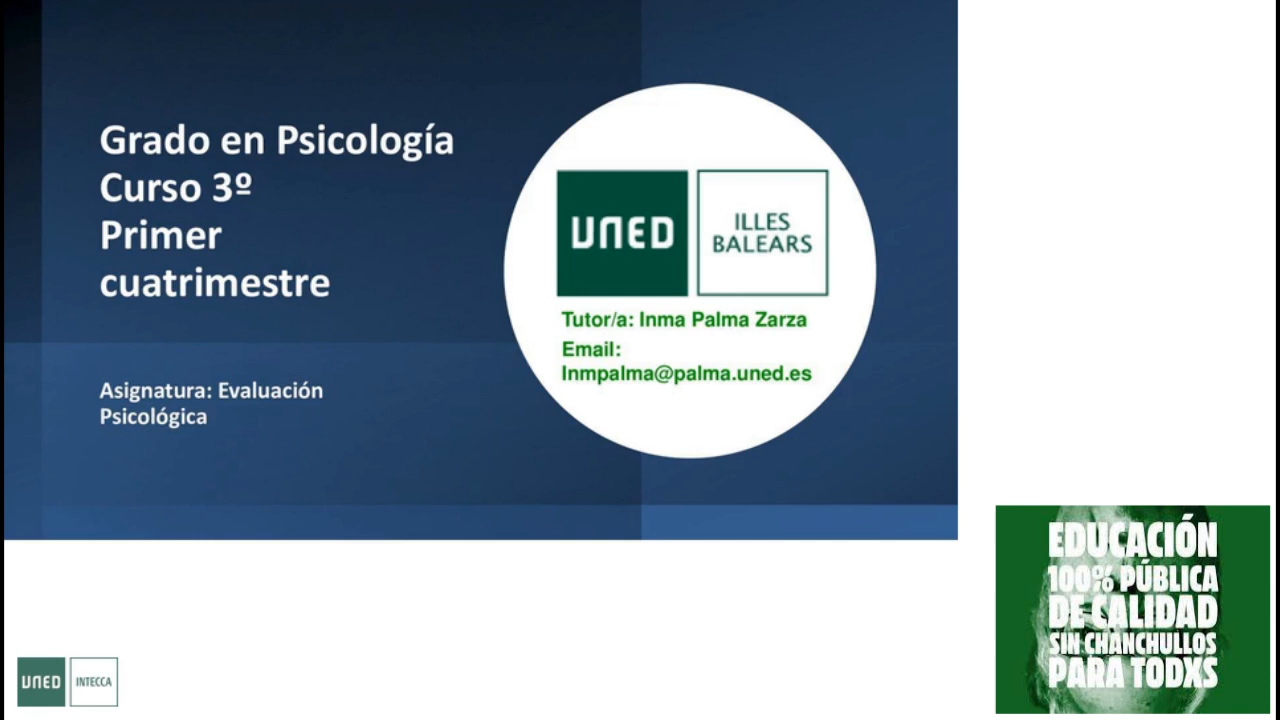 Grado en Psicología
Curso 3º
Primer
cuatrimestre
Asignatura: Evaluación
Psicológica
UNED
ILLES
BALEARS
Tutor/a: Inma Palma Zarza
Email:
Inmpalma@palma.uned.es
EDUCACIÓN
100% PÚBLICA
DE CALIDAD
SIN CHANCHULLOS
PARA TODXS
UNED
INTECCA